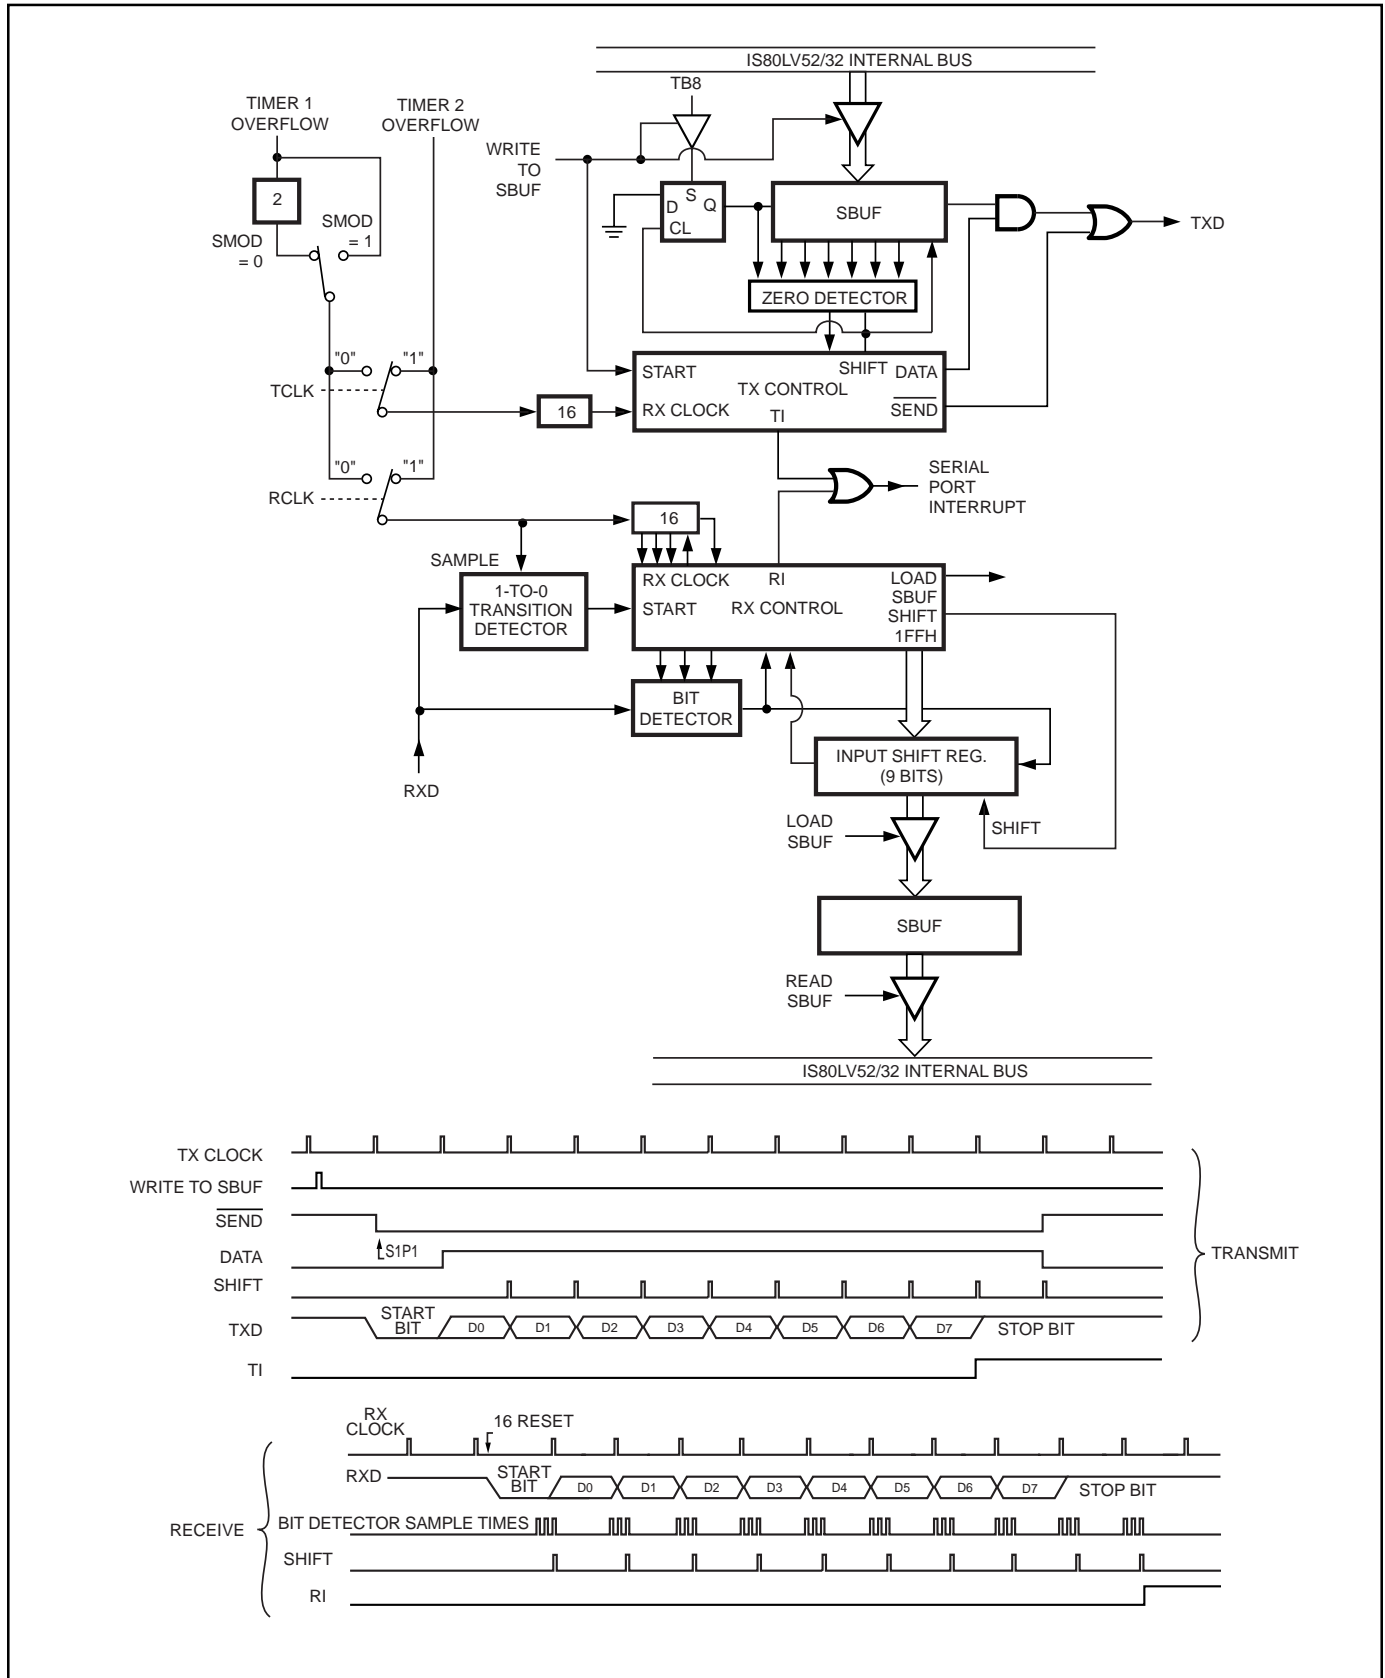 IS80LV52/32 INTERNAL BUS
TB8
TIMER 1
OVERFLOW
TIMER 2
OVERFLOW
WRITE
TO
SBUF
2
SMOD
= 1
SMOD
= 0
S
D Q
CL
SBUF
TXD
ZERO DETECTOR
"0" "1"
TCLK
16
START
SHIFT DATA
TX CONTROL
RX CLOCK
TI
SEND
"0" "1"
RCLK
SERIAL
PORT
INTERRUPT
16
SAMPLE
1-TO-0
TRANSITION
DETECTOR
RX CLOCK
RI
LOAD
SBUF
START
RX CONTROL
SHIFT
1FFH
BIT
DETECTOR
RXD
INPUT SHIFT REG.
(9 BITS)
LOAD
SBUF
SHIFT
SBUF
READ
SBUF
IS80LV52/32 INTERNAL BUS
TX CLOCK
WRITE TO SBUF
SEND
S1P1
DATA
TRANSMIT
SHIFT
TXD
START
BIT
D0 D1 D2 D3 D4 D5 D6 D7 STOP BIT
TI
RX
CLOCK
16 RESET
RXD
START
BIT
D0 D1 D2 D3 D4 D5 D6 D7 STOP BIT
RECEIVE
BIT DETECTOR SAMPLE TIMES
SHIFT
RI